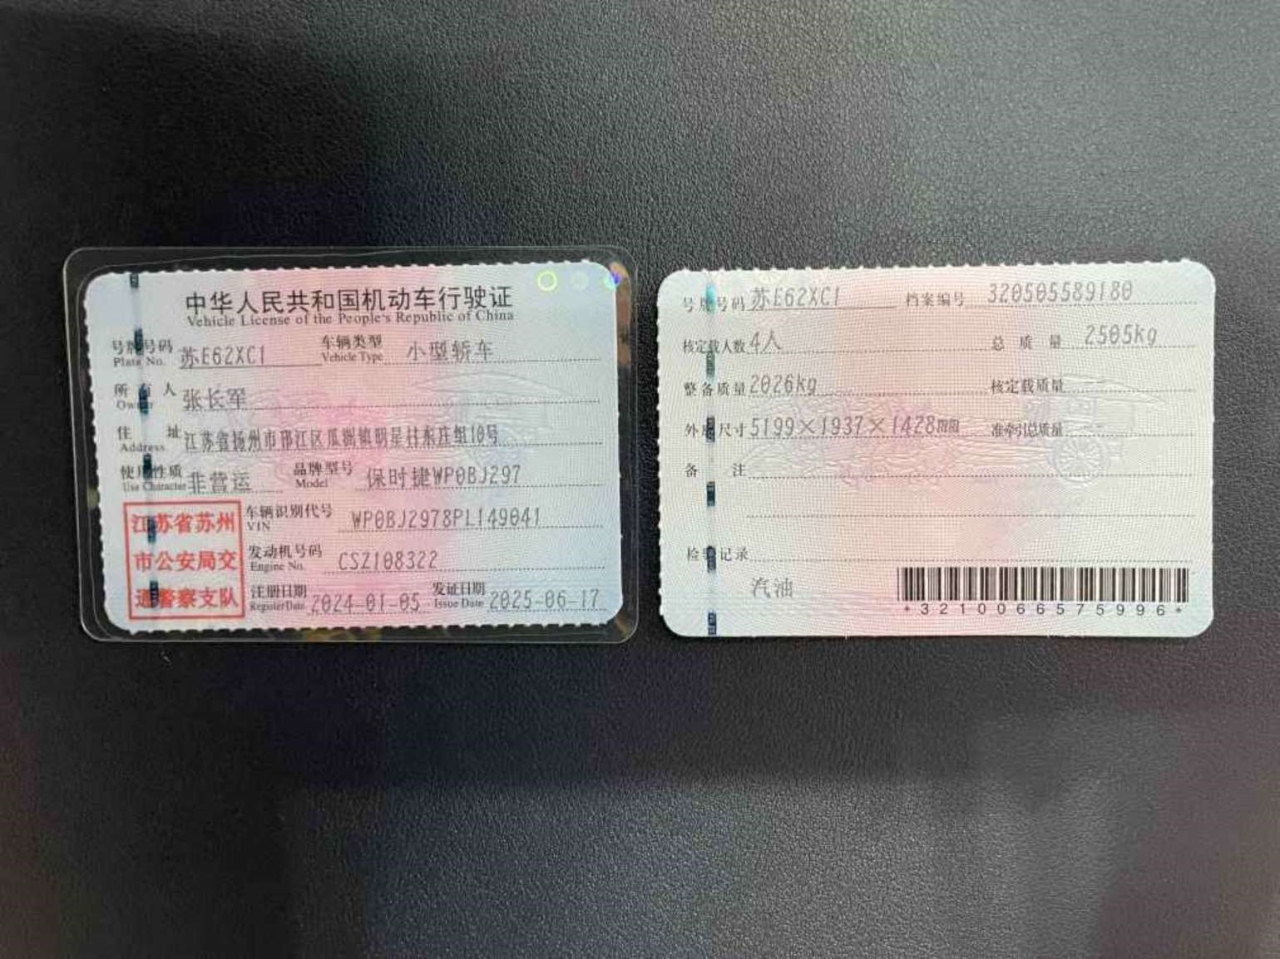 中华人民共和国机动车行驶证
Vehicle License of the People's Republic of China
号牌号码 苏E62XC1 车辆类型 小型轿车
Plate No. Vehicle Type
所有人 张长军
Owner
住址 江苏省扬州市邗江区瓜洲镇明星村东庄组10号
Address
使用性质 非营运 品牌型号 保时捷WP0BJ297
Use Character Model
江苏省苏州
市公安局交
通警察支队
车辆识别代号 WP0BJ2978PL149041
VIN
发动机号码 CSZ108322
Engine No.
注册日期 2024-01-05 发证日期 2025-06-17
Register Date Issue Date
号牌号码 苏E62XC1 档案编号 320505589180
核定载人数 4人 总质量 2505kg
整备质量 2026kg 核定载质量
外廓尺寸 5199×1937×1428mm 准牵引总质量
备注
检验记录
汽油
*3210066575996*